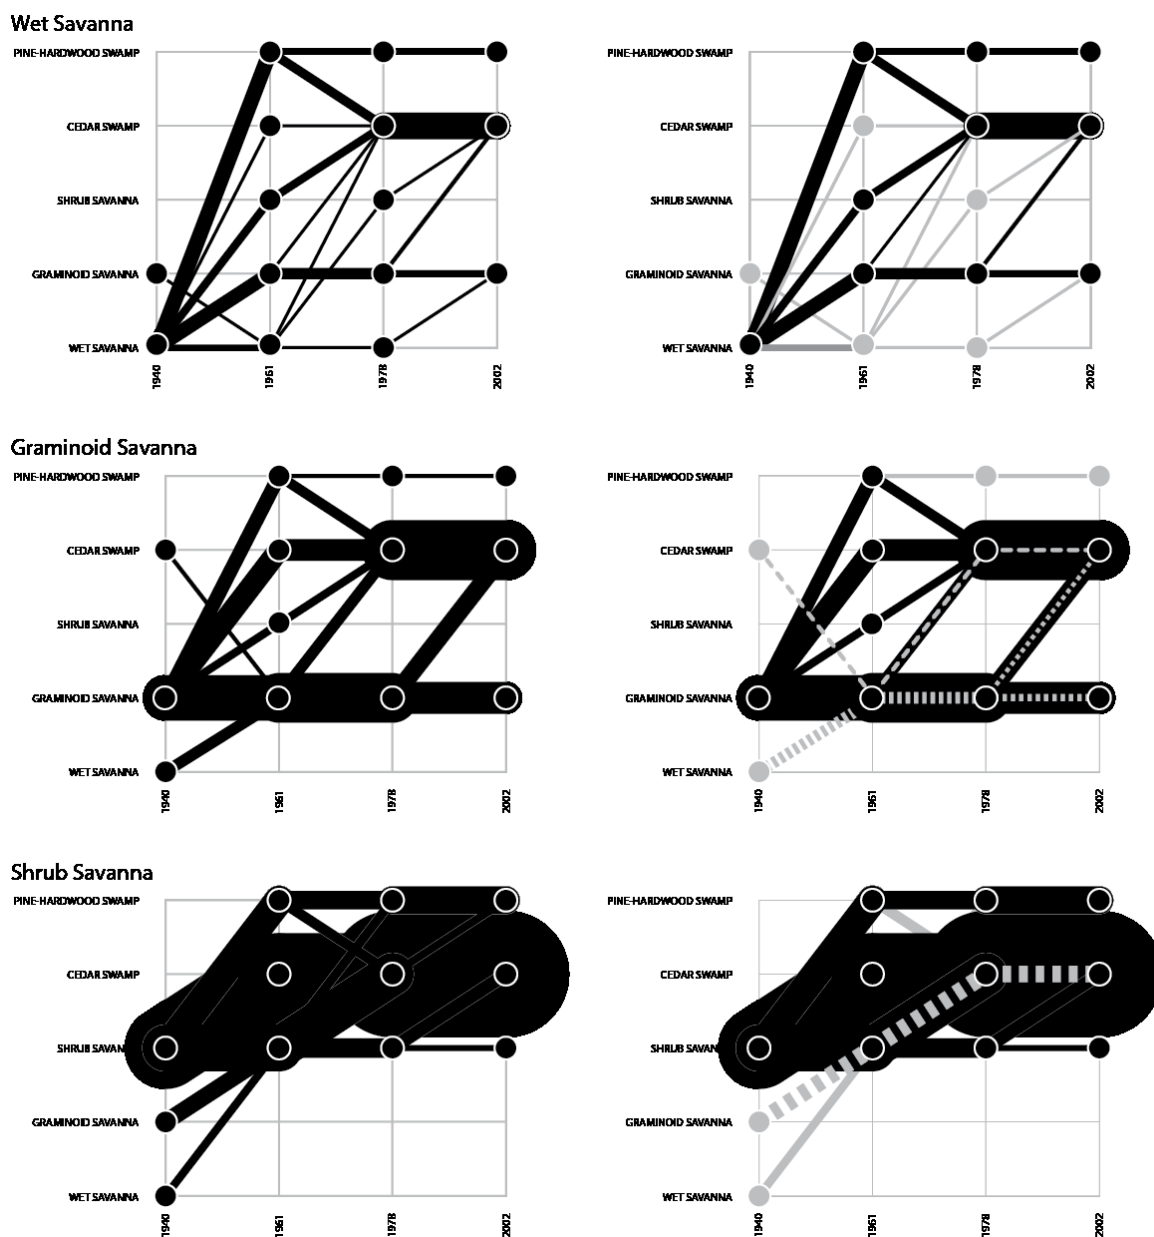 Wet Savanna
PINE-HARDWOOD SWAMP
CEDAR SWAMP
SHRUB SAVANNA
GRAMINOID SAVANNA
WET SAVANNA
1940
1961
1978
2002
PINE-HARDWOOD SWAMP
CEDAR SWAMP
SHRUB SAVANNA
GRAMINOID SAVANNA
WET SAVANNA
1940
1961
1978
2002
Graminoid Savanna
PINE-HARDWOOD SWAMP
CEDAR SWAMP
SHRUB SAVANNA
GRAMINOID SAVANNA
WET SAVANNA
1940
1961
1978
2002
PINE-HARDWOOD SWAMP
CEDAR SWAMP
SHRUB SAVANNA
GRAMINOID SAVANNA
WET SAVANNA
1940
1961
1978
2002
Shrub Savanna
PINE-HARDWOOD SWAMP
CEDAR SWAMP
SHRUB SAVANN
GRAMINOID SAVANNA
WET SAVANNA
1940
1961
1978
2002
PINE-HARDWOOD SWAMP
CEDAR SWAMP
SHRUB SAVANN
GRAMINOID SAVANNA
WET SAVANNA
1940
1961
1978
2002